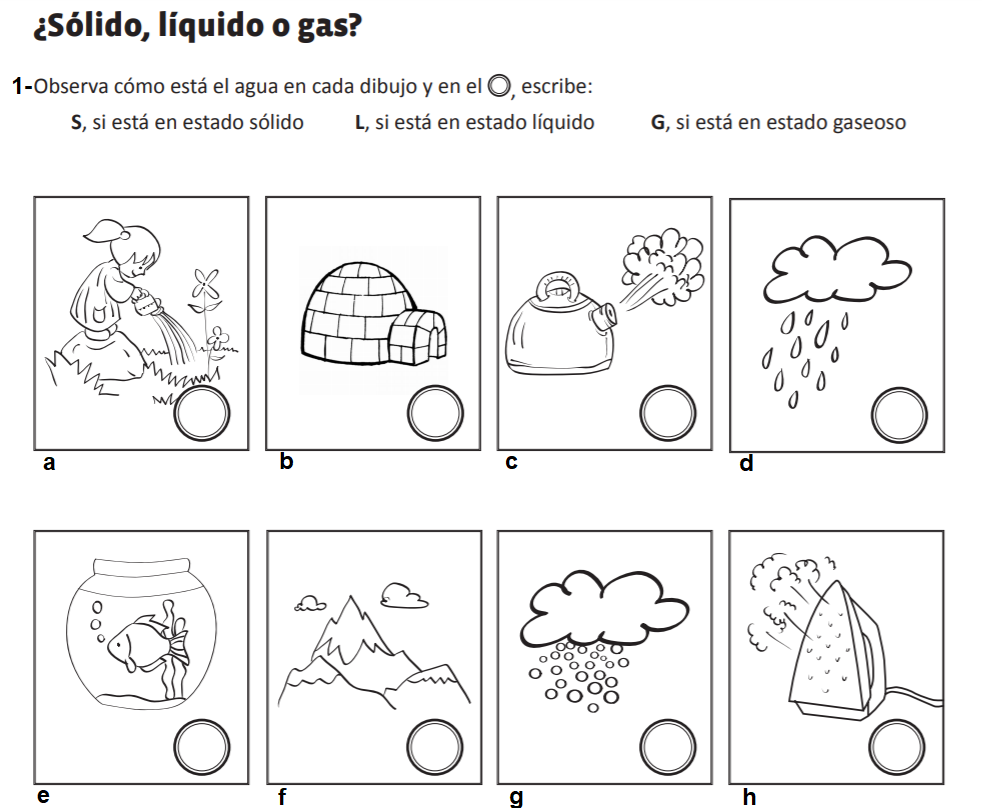 ¿Sólido, líquido o gas?
1-Observa cómo está el agua en cada dibujo y en el , escribe:
S, si está en estado sólido L, si está en estado líquido G, si está en estado gaseoso
a b c d
e f g h